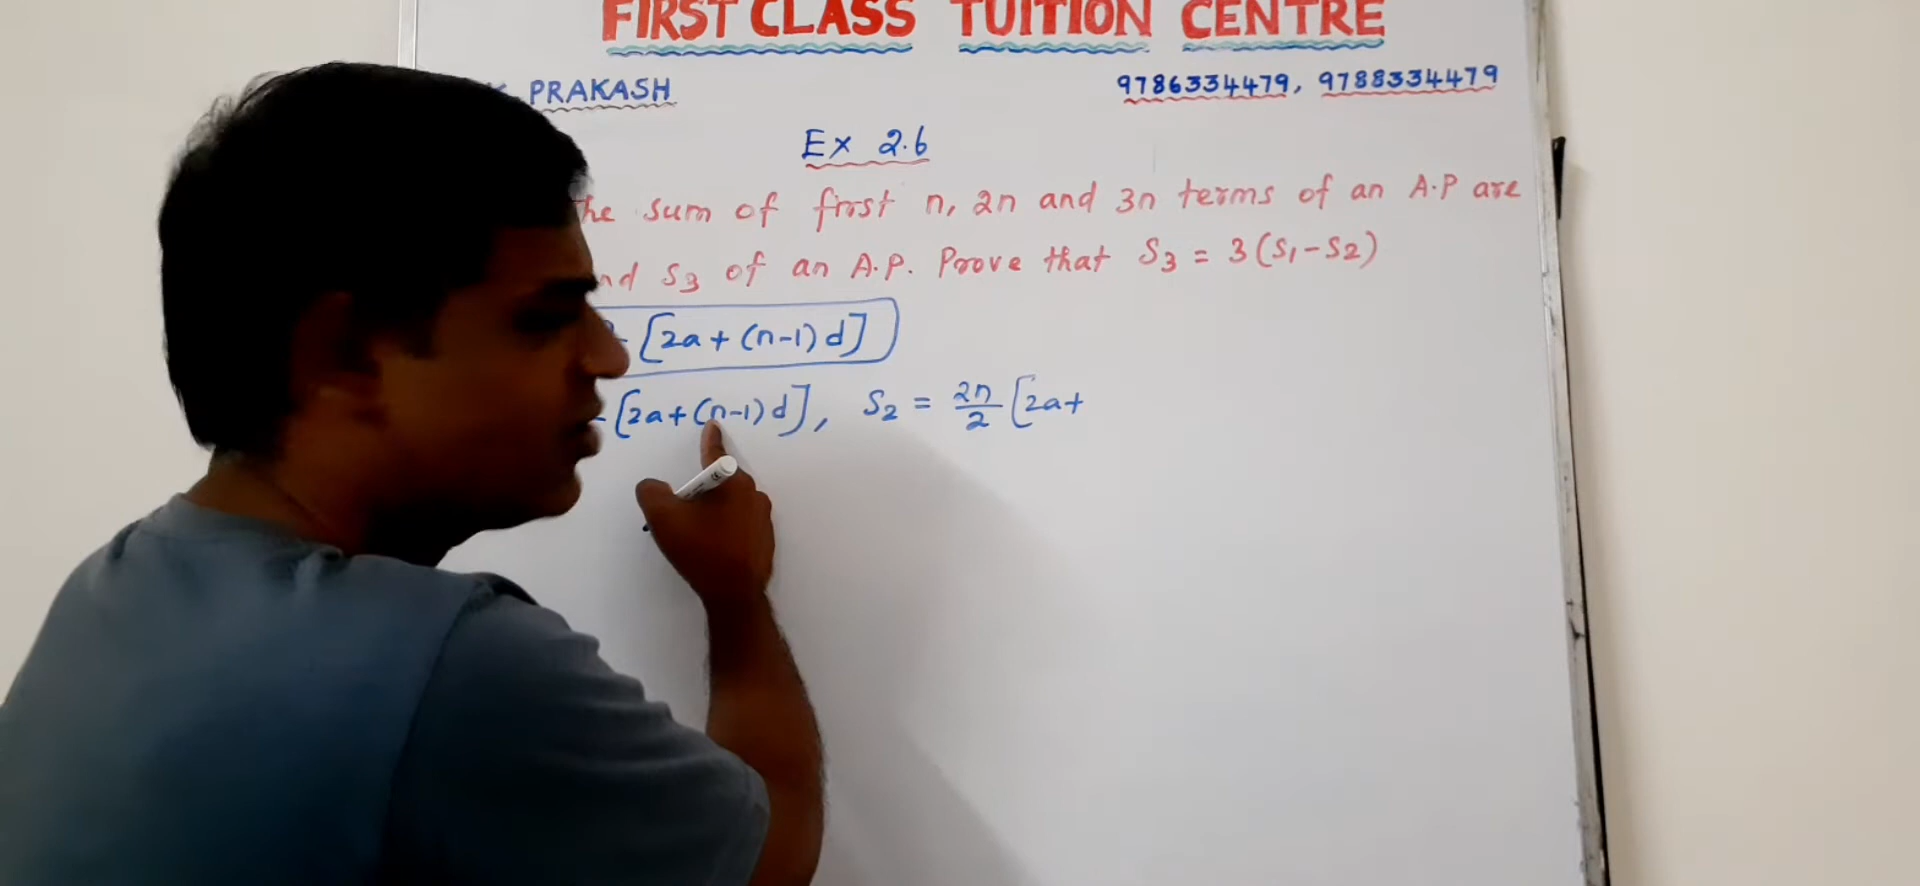 FIRST CLASS TUITION CENTRE
PRAKASH 9786334479, 9788334479
Ex 2.6
he sum of first n, 2n and 3n terms of an A.P are
nd S3 of an A.P. Prove that S3 = 3(S1-S2)
[2a+(n-1)d]
[2a+(n-1)d], S2 = 2n/2 [2a+